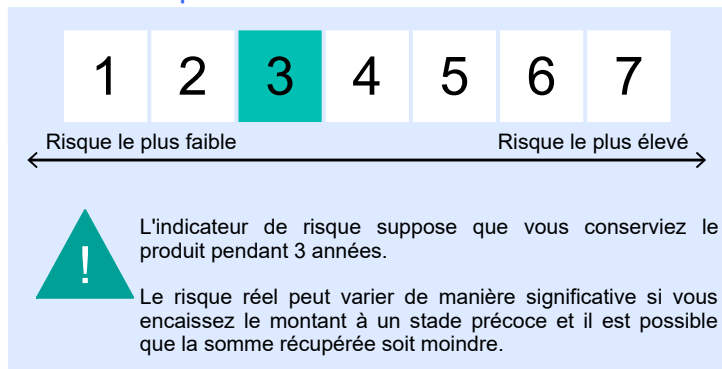 1 2 3 4 5 6 7
Risque le plus faible Risque le plus élevé
!
L'indicateur de risque suppose que vous conserviez le
produit pendant 3 années.
Le risque réel peut varier de manière significative si vous
encaissez le montant à un stade précoce et il est possible
que la somme récupérée soit moindre.